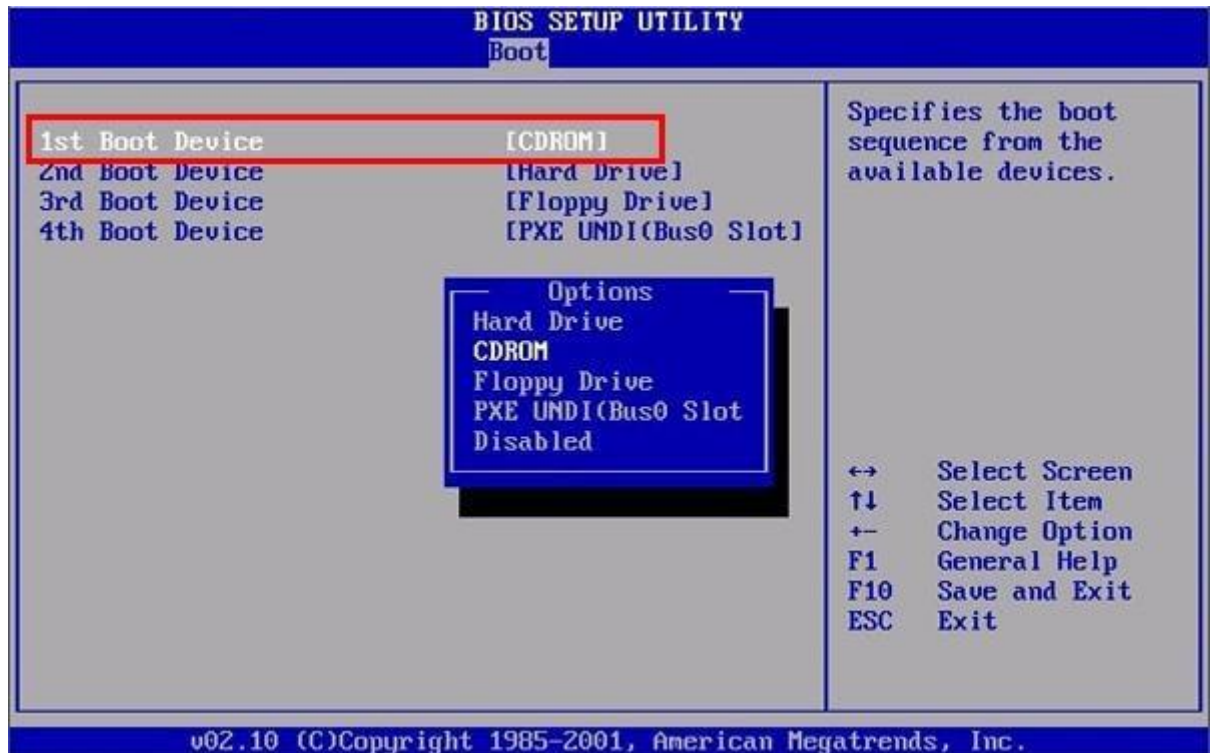 BIOS SETUP UTILITY
Boot
1st Boot Device [CDROM]
2nd Boot Device [Hard Drive]
3rd Boot Device [Floppy Drive]
4th Boot Device [PXE UNDI(Bus0 Slot]
Options
Hard Drive
CDROM
Floppy Drive
PXE UNDI(Bus0 Slot
Disabled
Specifies the boot
sequence from the
available devices.
↔ Select Screen
↑↓ Select Item
+- Change Option
F1 General Help
F10 Save and Exit
ESC Exit
v02.10 (C)Copyright 1985-2001, American Megatrends, Inc.